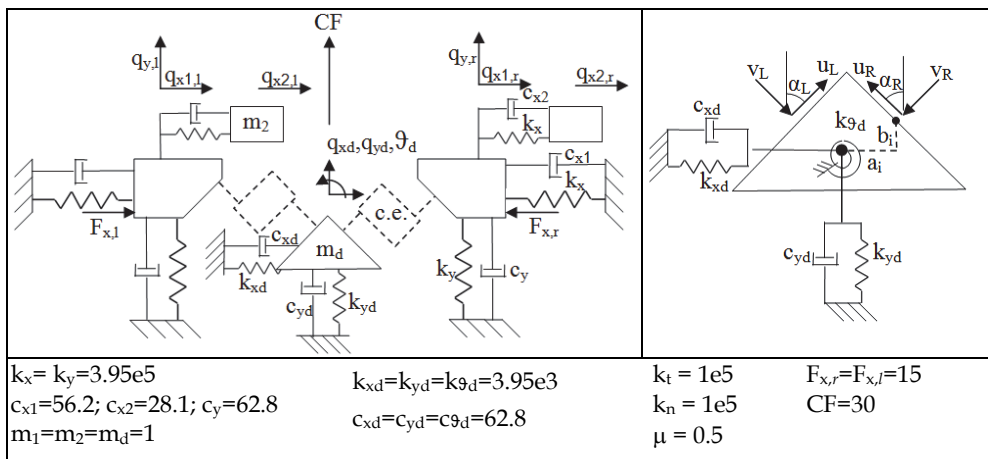 CF
q_{y,l}
q_{x1,l} q_{x2,l}
q_{y,r}
q_{x1,r} q_{x2,r}
c_{x2}
m_2
k_x
q_{xd},q_{yd},ϑ_d
c_{x1}
k_x
c.e.
F_{x,l}
F_{x,r}
c_{xd}
m_d
k_{xd}
c_{yd}
k_{yd}
k_y
c_y
v_L
α_L
u_L
u_R
α_R
v_R
c_{xd}
k_{xd}
k_{ϑd}
b_i
a_i
c_{yd}
k_{yd}
k_x= k_y=3.95e5
c_{x1}=56.2; c_{x2}=28.1; c_y=62.8
m_1=m_2=m_d=1
k_{xd}=k_{yd}=k_{ϑd}=3.95e3
c_{xd}=c_{yd}=c_{ϑd}=62.8
k_t = 1e5
k_n = 1e5
μ = 0.5
F_{x,r}=F_{x,l}=15
CF=30